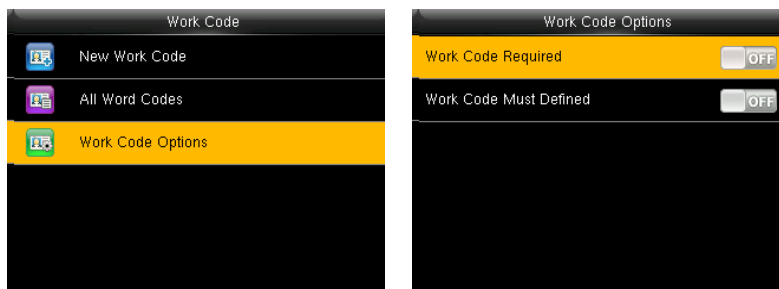 Work Code
New Work Code
All Word Codes
Work Code Options
Work Code Options
Work Code Required
OFF
Work Code Must Defined
OFF